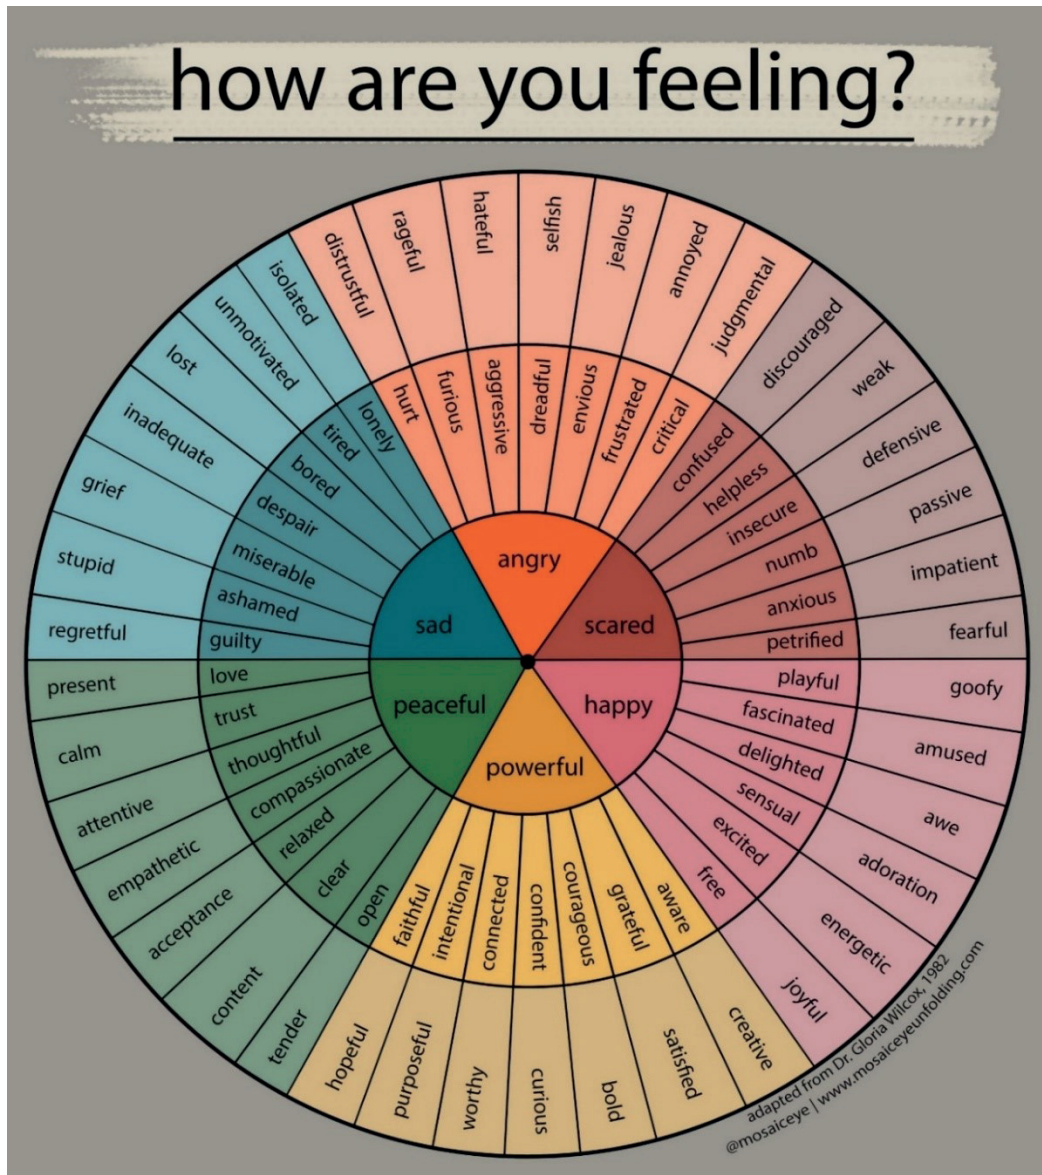 how are you feeling?
angry
scared
happy
powerful
peaceful
sad
hurt
furious
aggressive
dreadful
envious
frustrated
critical
confused
helpless
insecure
numb
anxious
petrified
playful
fascinated
delighted
sensual
excited
free
aware
grateful
courageous
confident
connected
intentional
faithful
open
clear
relaxed
compassionate
thoughtful
trust
love
guilty
ashamed
miserable
despair
bored
tired
lonely
distrustful
rageful
hateful
selfish
jealous
annoyed
judgmental
discouraged
weak
defensive
passive
impatient
fearful
goofy
amused
awe
adoration
energetic
joyful
creative
satisfied
bold
curious
worthy
purposeful
hopeful
tender
content
acceptance
empathetic
attentive
calm
present
regretful
stupid
grief
inadequate
lost
unmotivated
isolated
adapted from Dr. Gloria Wilcox, 1982
@mosaiceye | www.mosaiceyeunfolding.com